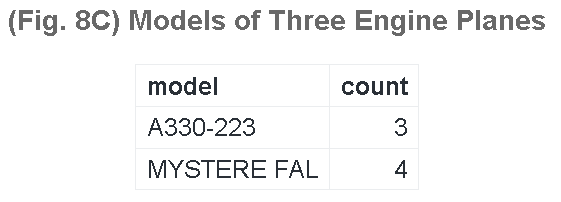 (Fig. 8C) Models of Three Engine Planes
model count
A330-223 3
MYSTERE FAL 4